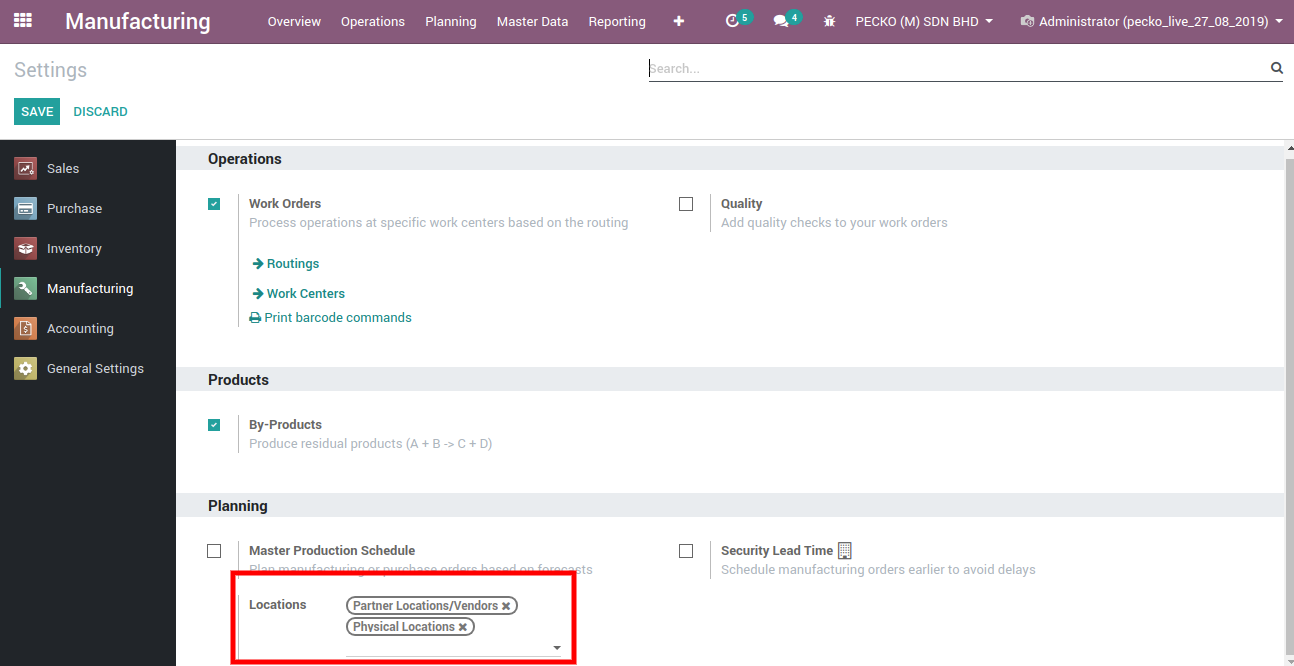 Manufacturing Overview Operations Planning Master Data Reporting + 5 4 PECKO (M) SDN BHD Administrator (pecko_live_27_08_2019)
Settings Search...
SAVE DISCARD
Sales
Purchase
Inventory
Manufacturing
Accounting
General Settings
Operations
Work Orders
Process operations at specific work centers based on the routing
Routings
Work Centers
Print barcode commands
Quality
Add quality checks to your work orders
Products
By-Products
Produce residual products (A + B -> C + D)
Planning
Master Production Schedule
Plan manufacturing or purchase orders based on forecasts
Locations Partner Locations/Vendors ✖
Physical Locations ✖
Security Lead Time
Schedule manufacturing orders earlier to avoid delays